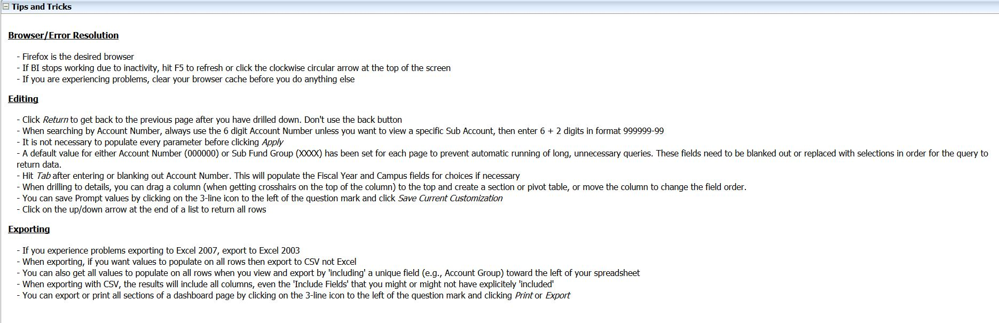 Tips and Tricks
Browser/Error Resolution
- Firefox is the desired browser
- If BI stops working due to inactivity, hit F5 to refresh or click the clockwise circular arrow at the top of the screen
- If you are experiencing problems, clear your browser cache before you do anything else
Editing
- Click Return to get back to the previous page after you have drilled down. Don't use the back button
- When searching by Account Number, always use the 6 digit Account Number unless you want to view a specific Sub Account, then enter 6 + 2 digits in format 999999-99
- It is not necessary to populate every parameter before clicking Apply
- A default value for either Account Number (000000) or Sub Fund Group (XXXX) has been set for each page to prevent automatic running of long, unnecessary queries. These fields need to be blanked out or replaced with selections in order for the query to
return data.
- Hit Tab after entering or blanking out Account Number. This will populate the Fiscal Year and Campus fields for choices if necessary
- When drilling to details, you can drag a column (when getting crosshairs on the top of the column) to the top and create a section or pivot table, or move the column to change the field order.
- You can save Prompt values by clicking on the 3-line icon to the left of the question mark and click Save Current Customization
- Click on the up/down arrow at the end of a list to return all rows
Exporting
- If you experience problems exporting to Excel 2007, export to Excel 2003
- When exporting, if you want values to populate on all rows then export to CSV not Excel
- You can also get all values to populate on all rows when you view and export by 'including' a unique field (e.g., Account Group) toward the left of your spreadsheet
- When exporting with CSV, the results will include all columns, even the 'Include Fields' that you might or might not have explicitely 'included'
- You can export or print all sections of a dashboard page by clicking on the 3-line icon to the left of the question mark and clicking Print or Export